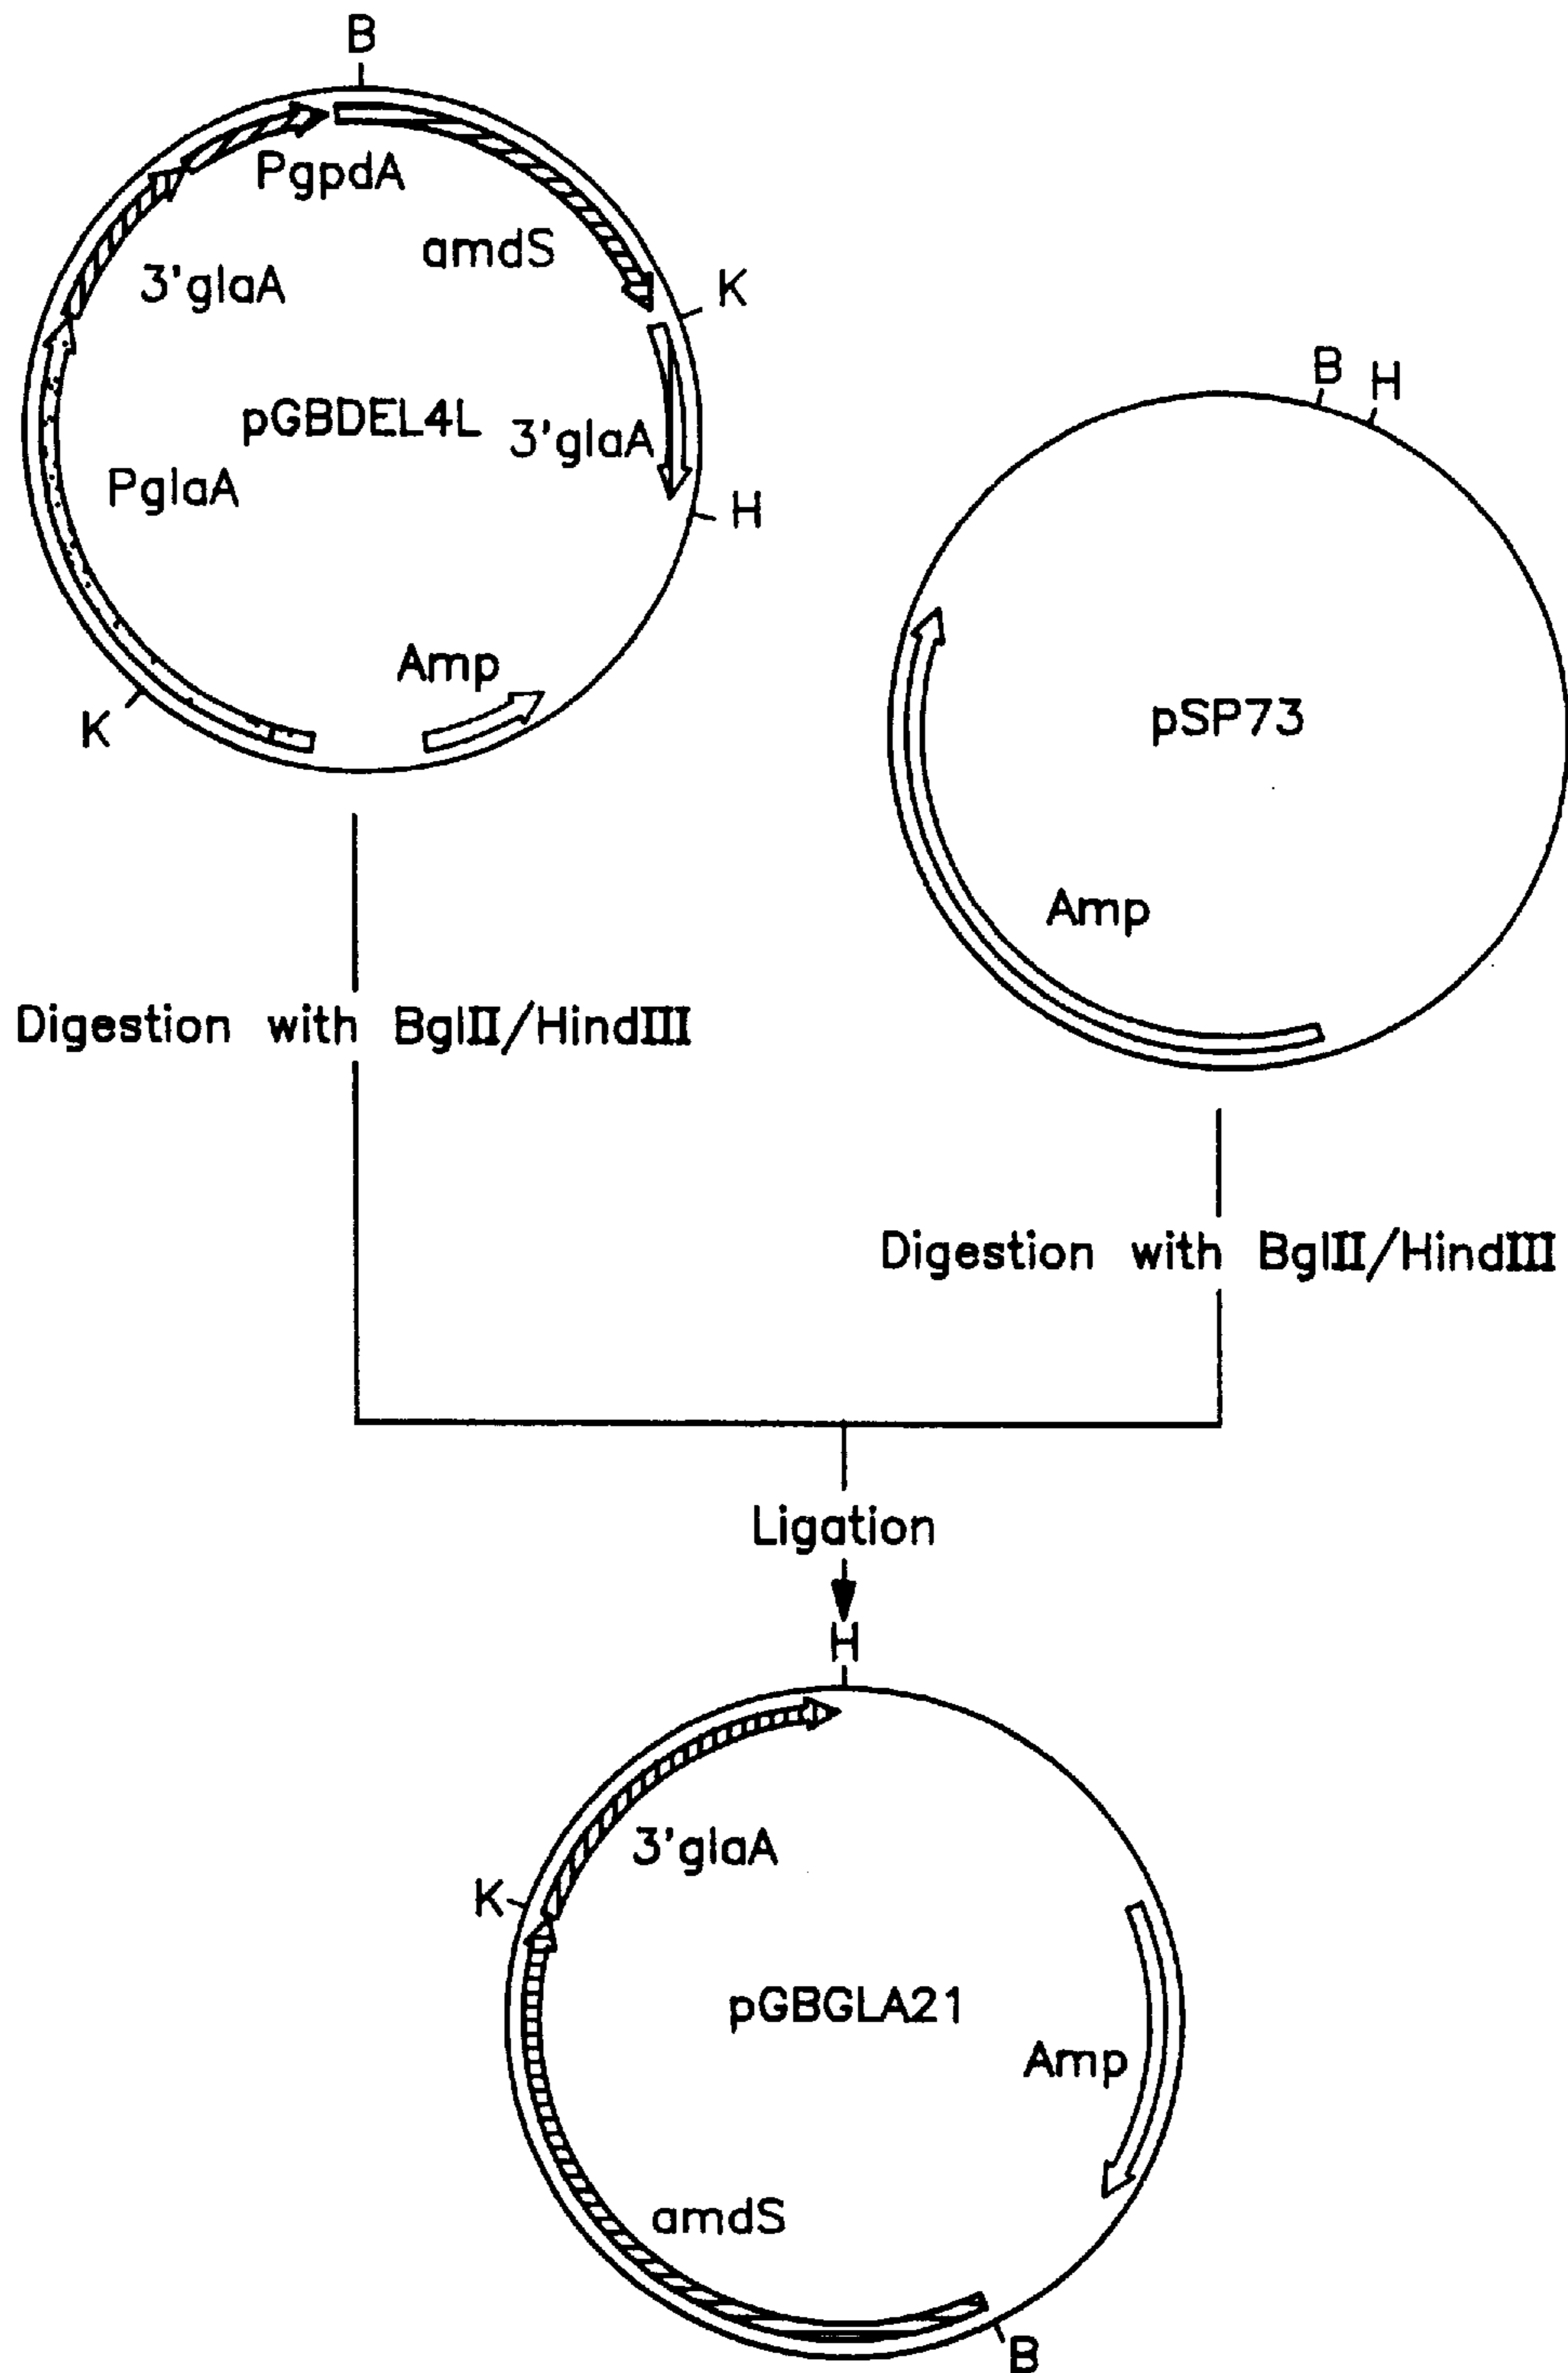 B
PgpdA
amdS
3'glaA
K
pGBDEL4L
3'glaA
PglaA
H
Amp
K
B H
pSP73
Amp
Digestion with BglII/HindIII
Digestion with BglII/HindIII
Ligation
H
3'glaA
K
pGBGLA21
Amp
amdS
B